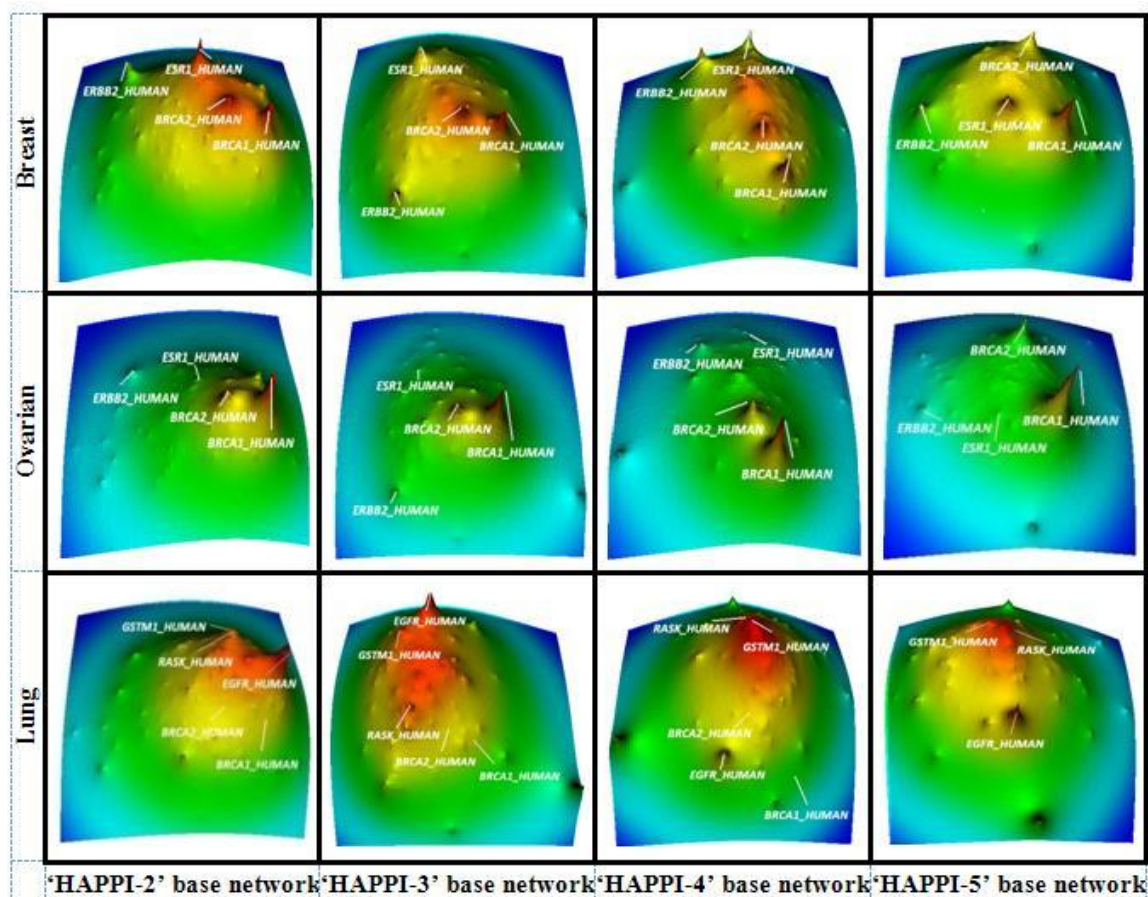 Breast
ESR1_HUMAN
ERBB2_HUMAN
BRCA2_HUMAN
BRCA1_HUMAN
ESR1_HUMAN
BRCA2_HUMAN
BRCA1_HUMAN
ERBB2_HUMAN
ESR1_HUMAN
ERBB2_HUMAN
BRCA2_HUMAN
BRCA1_HUMAN
BRCA2_HUMAN
ESR1_HUMAN
ERBB2_HUMAN
BRCA1_HUMAN
Ovarian
ESR1_HUMAN
ERBB2_HUMAN
BRCA2_HUMAN
BRCA1_HUMAN
ESR1_HUMAN
BRCA2_HUMAN
BRCA1_HUMAN
ERBB2_HUMAN
ESR1_HUMAN
ERBB2_HUMAN
BRCA2_HUMAN
BRCA1_HUMAN
BRCA2_HUMAN
BRCA1_HUMAN
ERBB2_HUMAN
ESR1_HUMAN
Lung
GSTM1_HUMAN
RASK_HUMAN
EGFR_HUMAN
BRCA2_HUMAN
BRCA1_HUMAN
EGFR_HUMAN
GSTM1_HUMAN
RASK_HUMAN
BRCA2_HUMAN
BRCA1_HUMAN
RASK_HUMAN
GSTM1_HUMAN
BRCA2_HUMAN
EGFR_HUMAN
BRCA1_HUMAN
GSTM1_HUMAN
RASK_HUMAN
EGFR_HUMAN
‘HAPPI-2’ base network
‘HAPPI-3’ base network
‘HAPPI-4’ base network
‘HAPPI-5’ base network